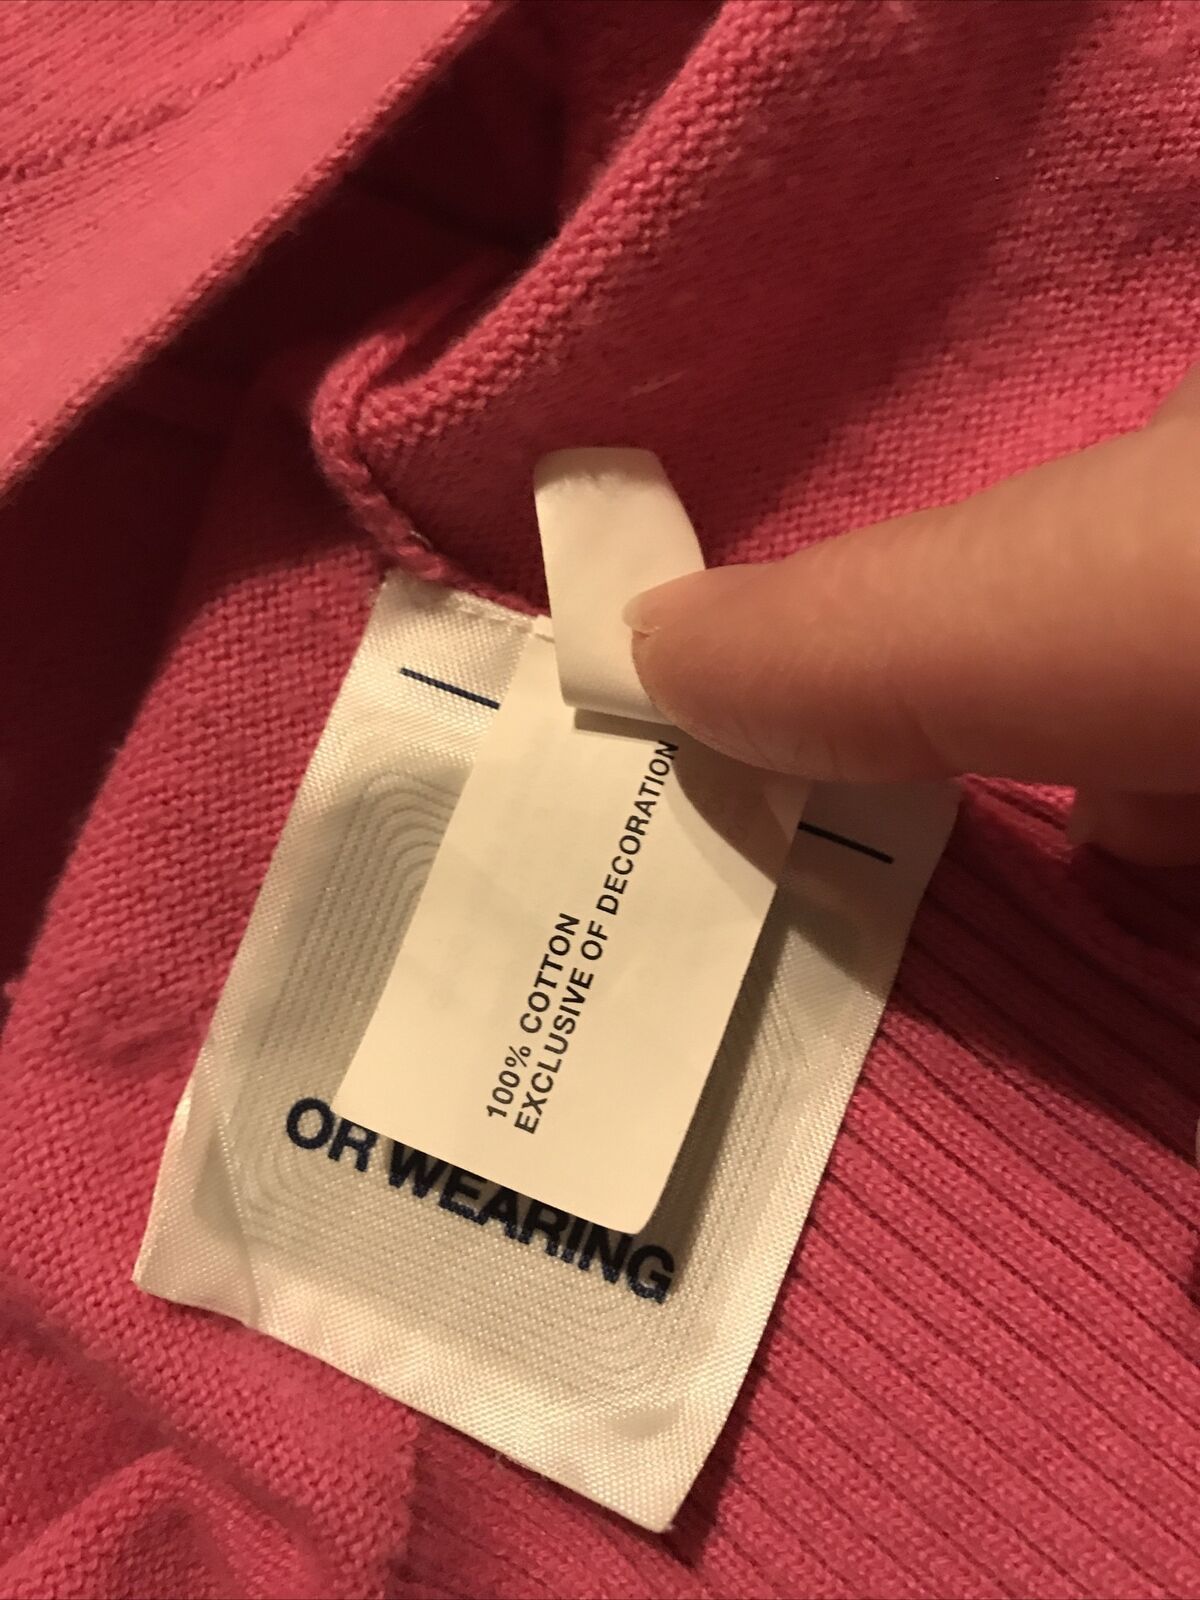 100% COTTON
EXCLUSIVE OF DECORATION
OR WEARING